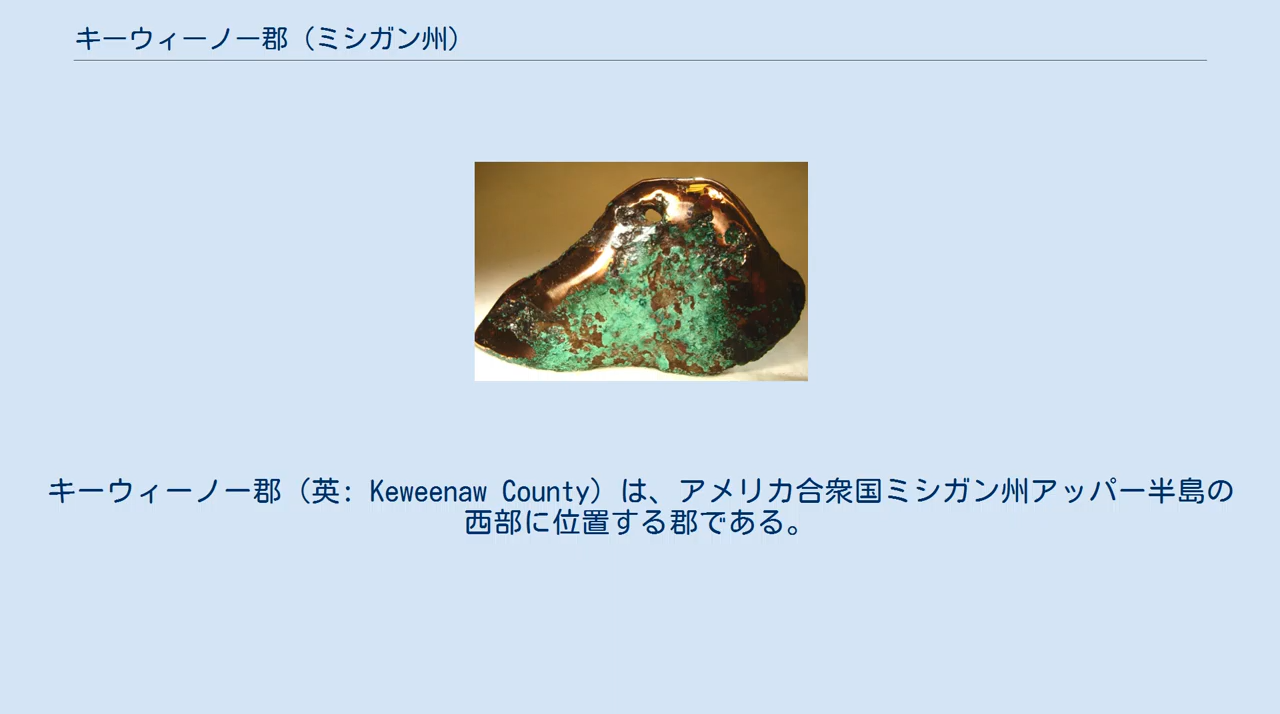 キーウィーノー郡（ミシガン州）
キーウィーノー郡（英: Keweenaw County）は、アメリカ合衆国ミシガン州アッパー半島の
西部に位置する郡である。